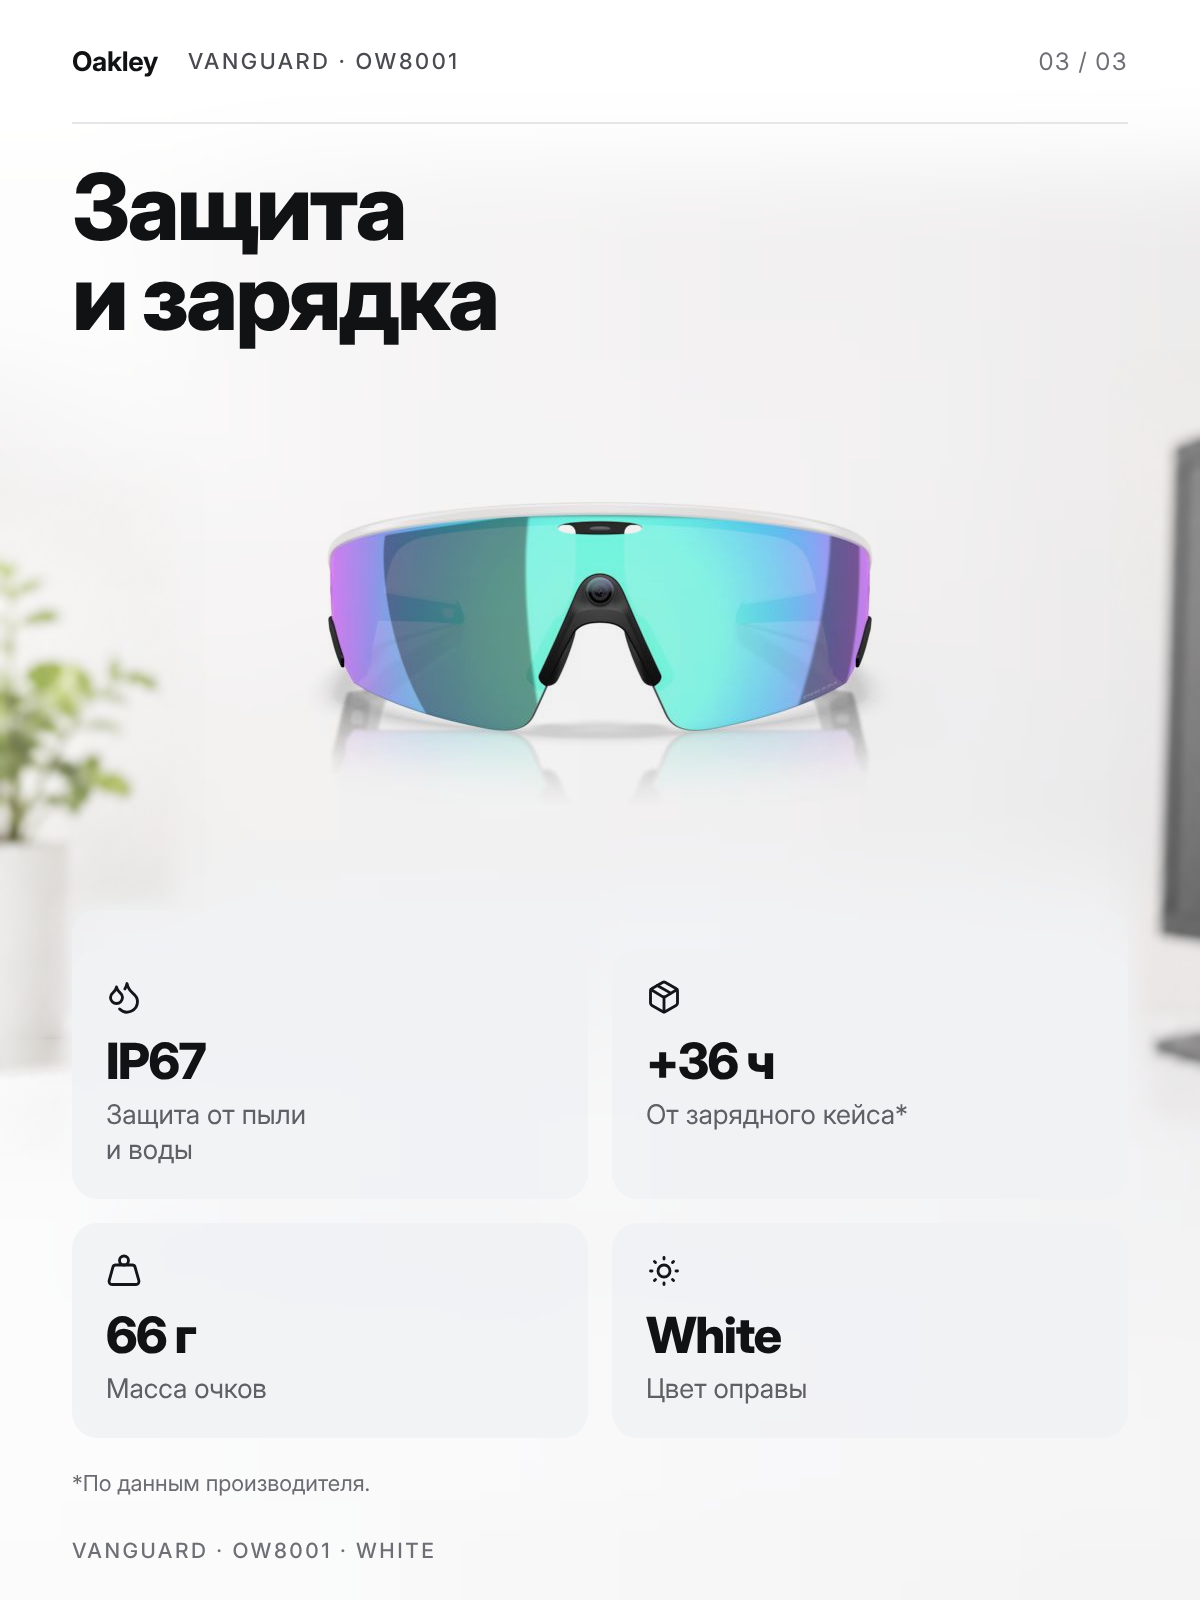 Oakley VANGUARD · OW8001 03 / 03
Защита
и зарядка
IP67
Защита от пыли
и воды
+36 ч
От зарядного кейса*
66 г
Масса очков
White
Цвет оправы
*По данным производителя.
VANGUARD · OW8001 · WHITE